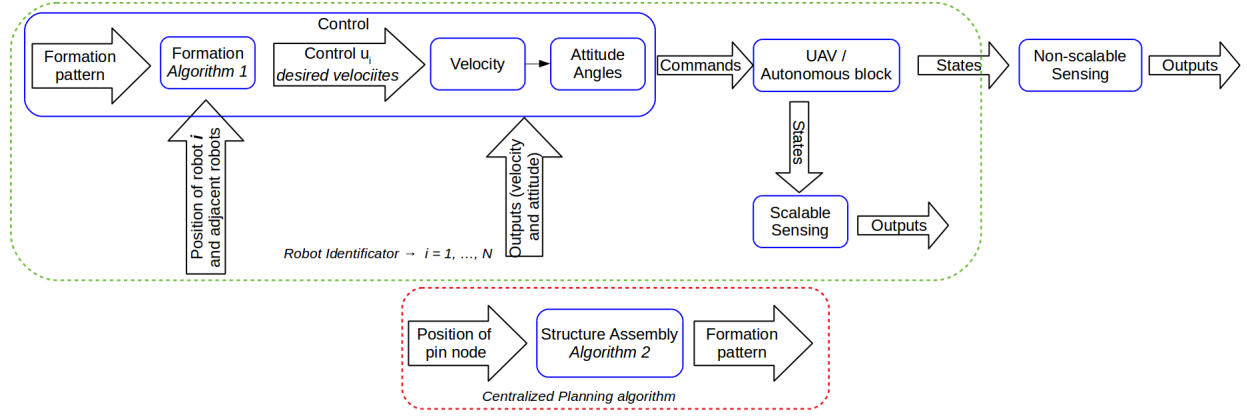 Control
Formation
pattern
Formation
Algorithm 1
Control ui
desired velociites
Velocity
Attitude
Angles
Commands
UAV /
Autonomous block
States
Non-scalable
Sensing
Outputs
States
Scalable
Sensing
Outputs
Position of robot i
and adjacent robots
Outputs (velocity
and attitude)
Robot Identificator → i = 1, ..., N
Position of
pin node
Structure Assembly
Algorithm 2
Formation
pattern
Centralized Planning algorithm